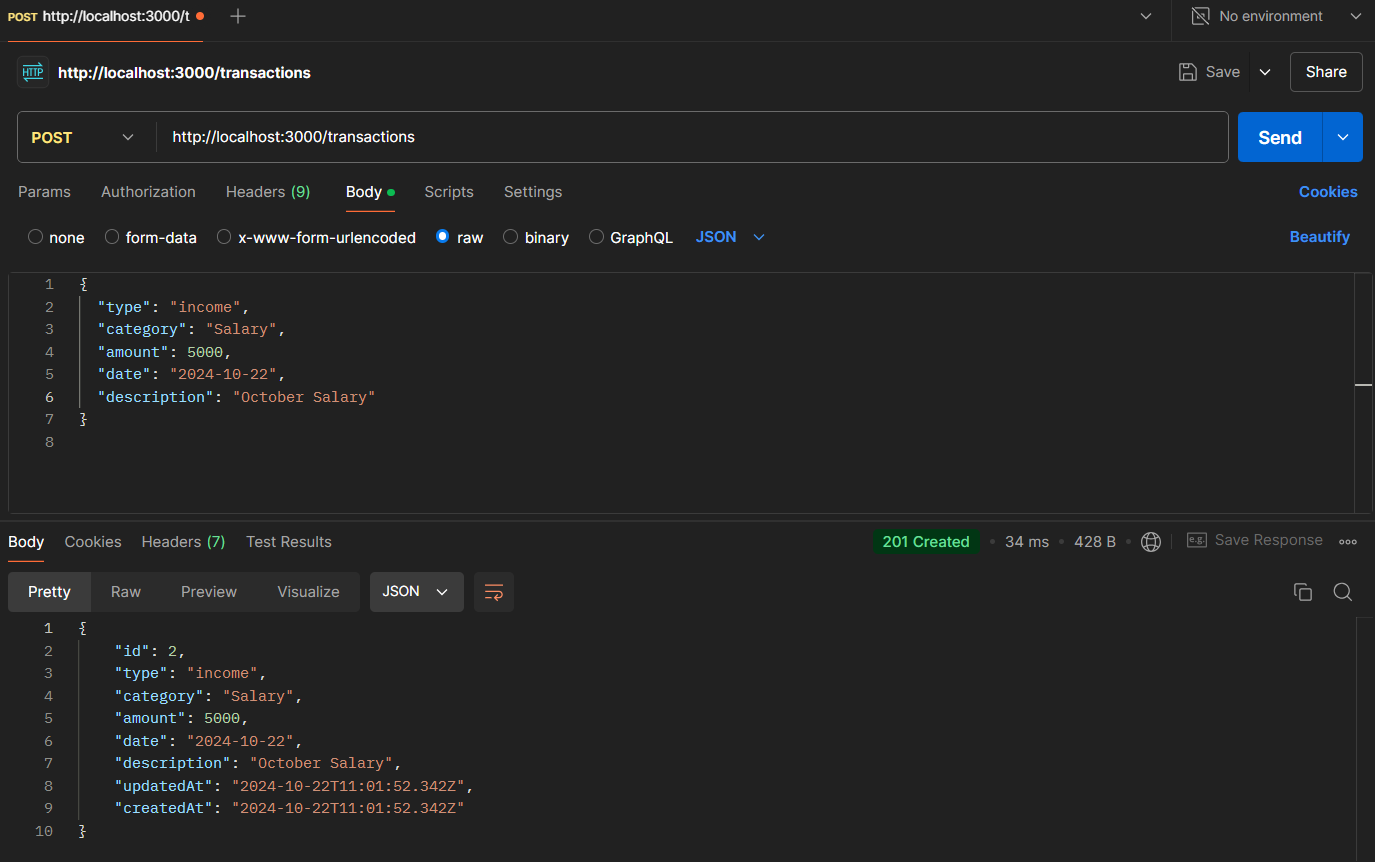 POST http://localhost:3000/t
No environment
HTTP http://localhost:3000/transactions
Save Share
POST http://localhost:3000/transactions Send
Params Authorization Headers (9) Body Scripts Settings Cookies
none form-data x-www-form-urlencoded raw binary GraphQL JSON Beautify
1 {
2 "type": "income",
3 "category": "Salary",
4 "amount": 5000,
5 "date": "2024-10-22",
6 "description": "October Salary"
7 }
8
Body Cookies Headers (7) Test Results 201 Created 34 ms 428 B e.g. Save Response
Pretty Raw Preview Visualize JSON
1 {
2 "id": 2,
3 "type": "income",
4 "category": "Salary",
5 "amount": 5000,
6 "date": "2024-10-22",
7 "description": "October Salary",
8 "updatedAt": "2024-10-22T11:01:52.342Z",
9 "createdAt": "2024-10-22T11:01:52.342Z"
10 }